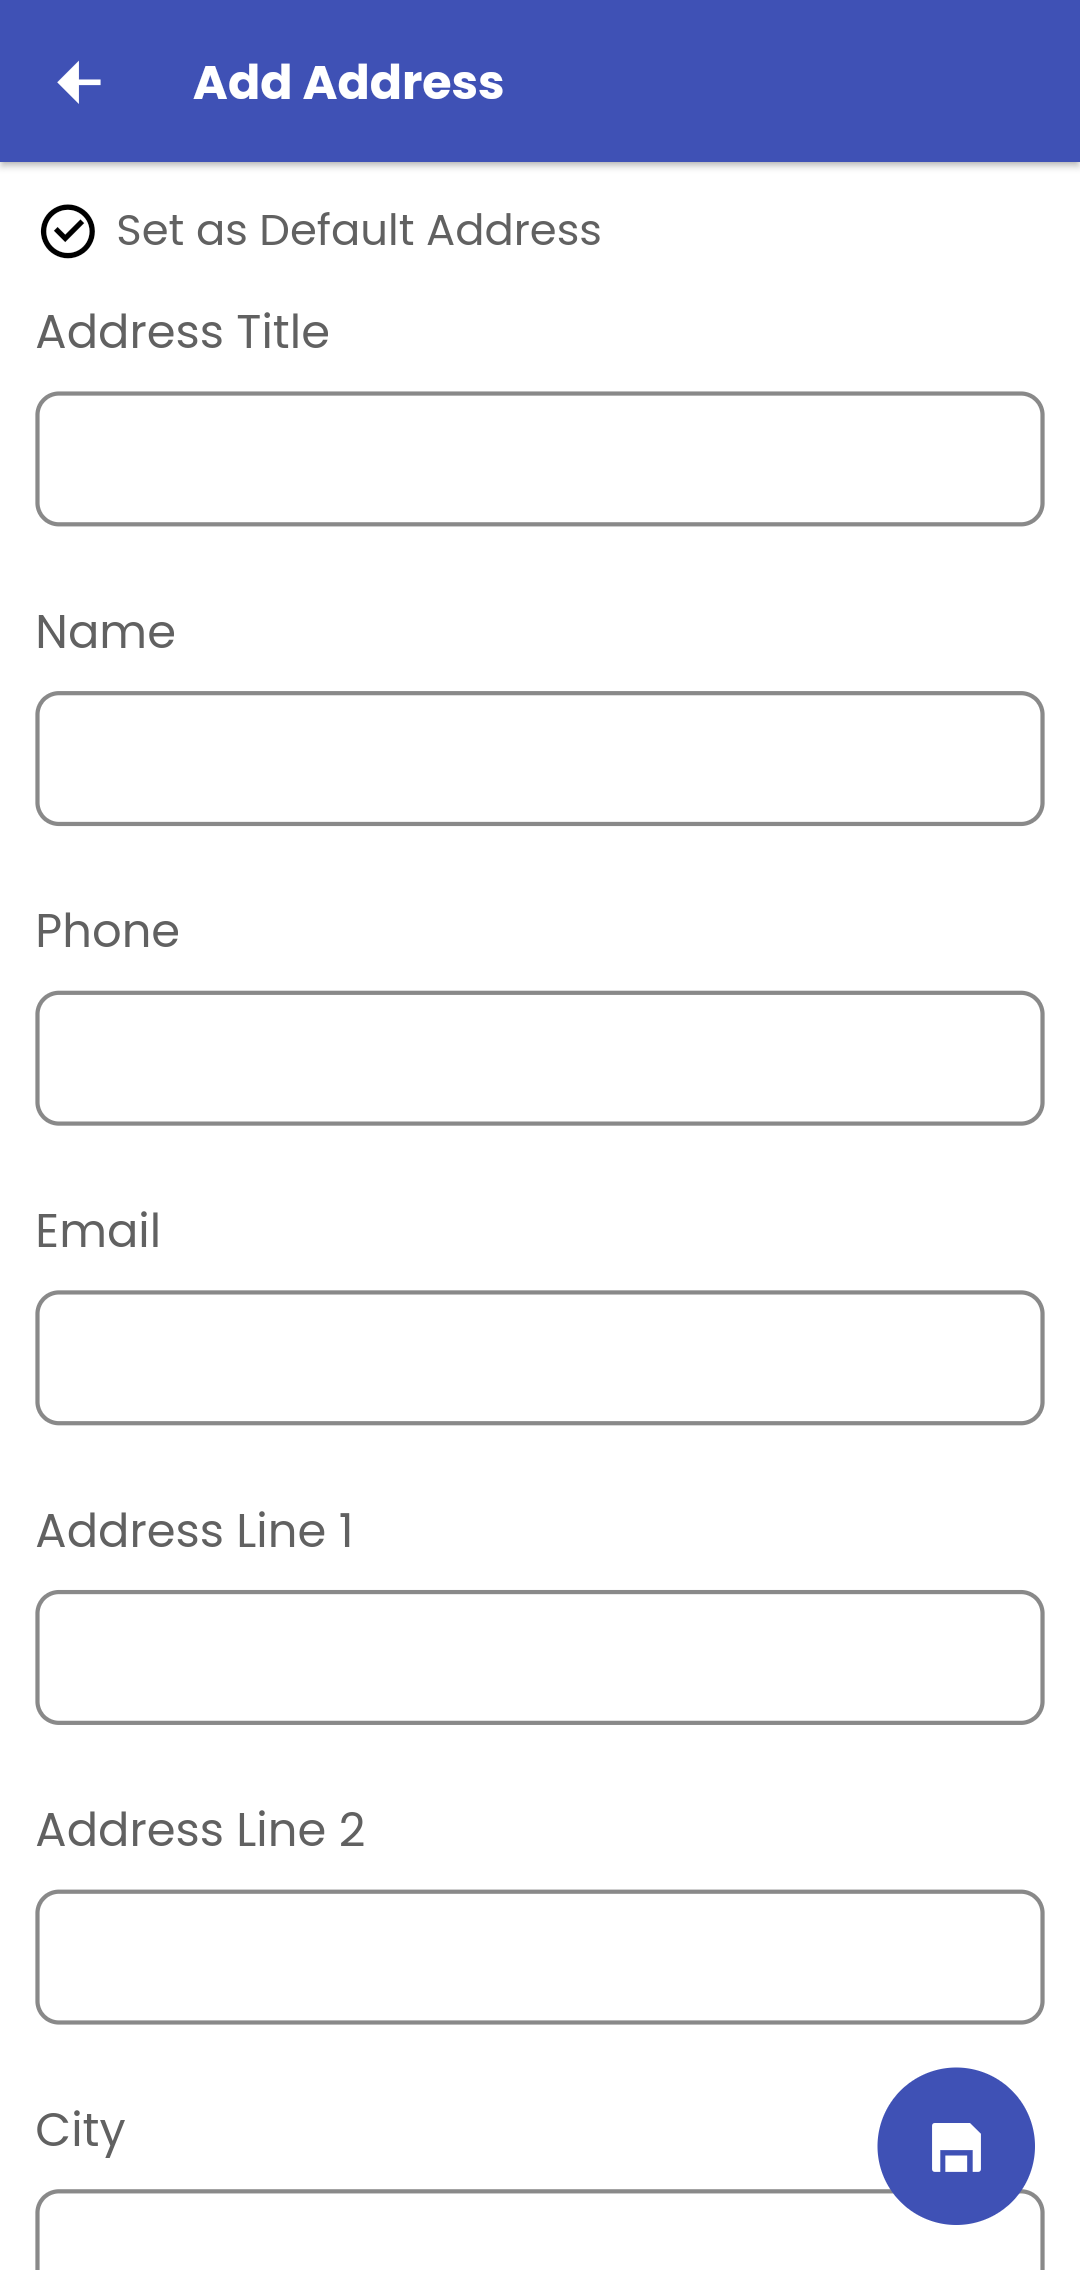 Add Address
Set as Default Address
Address Title
Name
Phone
Email
Address Line 1
Address Line 2
City